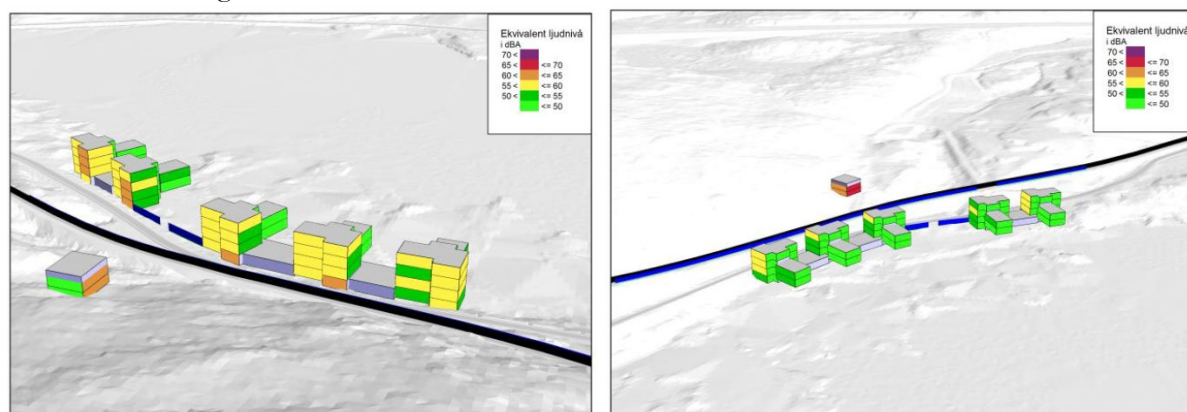 Ekvivalent ljudnivå
i dBA
70 <
65 < <= 70
60 < <= 65
55 < <= 60
50 < <= 55
<= 50
Ekvivalent ljudnivå
i dBA
70 <
65 < <= 70
60 < <= 65
55 < <= 60
50 < <= 55
<= 50